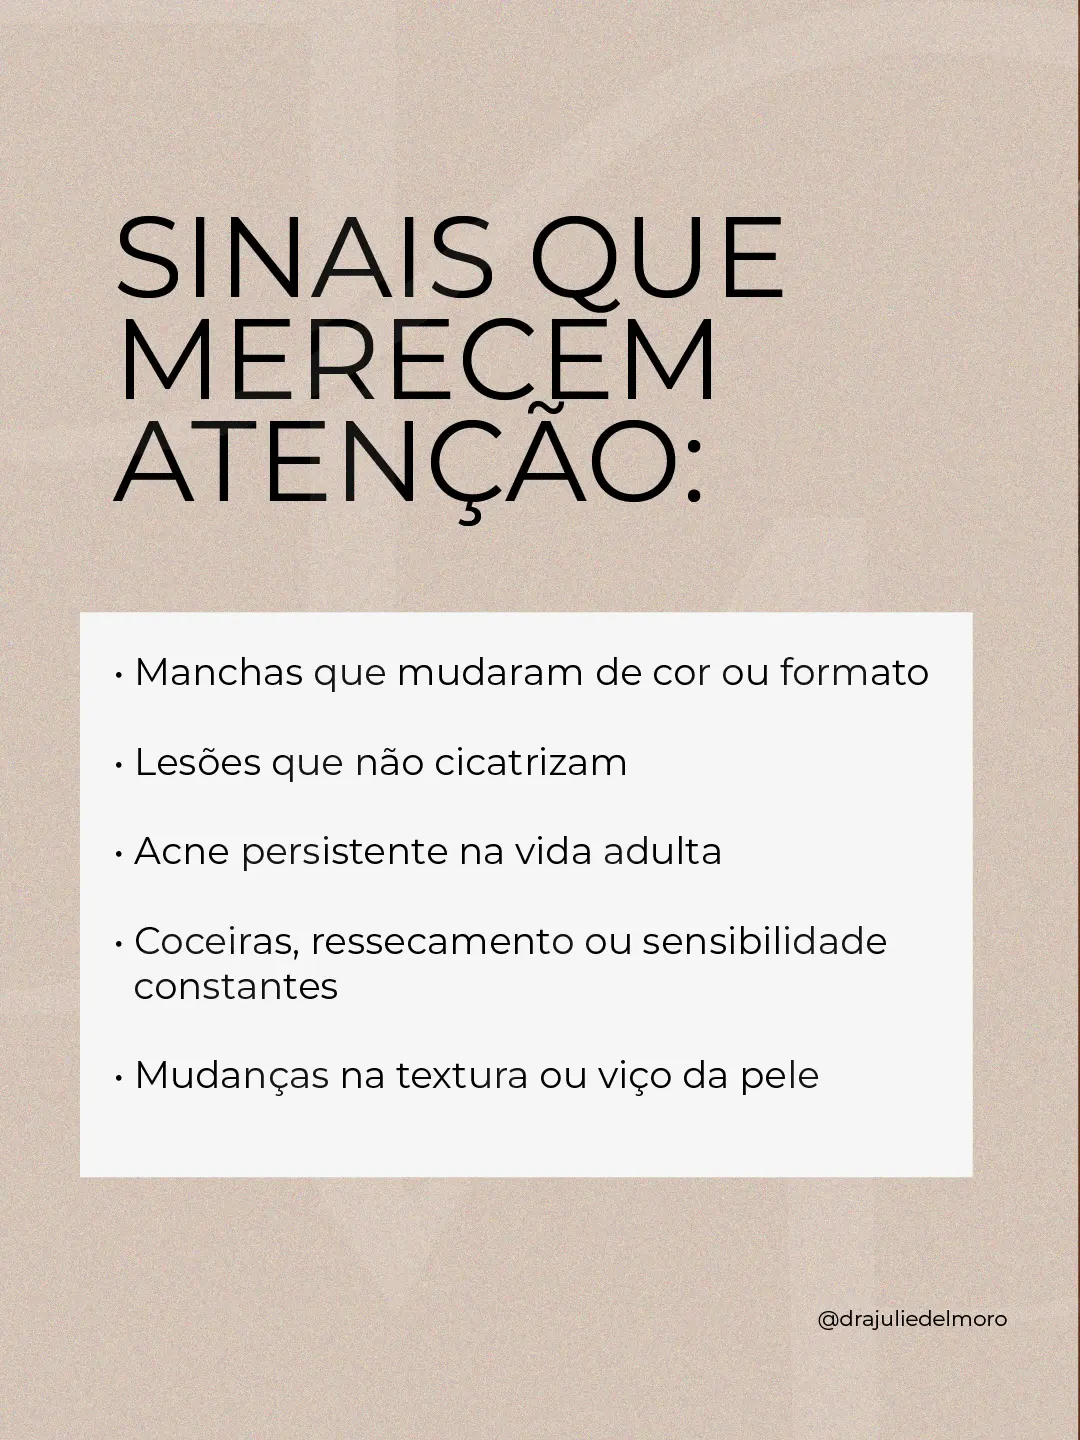 SINAIS QUE
MERECEM
ATENÇÃO:
• Manchas que mudaram de cor ou formato
• Lesões que não cicatrizam
• Acne persistente na vida adulta
• Coceiras, ressecamento ou sensibilidade
constantes
• Mudanças na textura ou viço da pele
@drajuliedelmoro